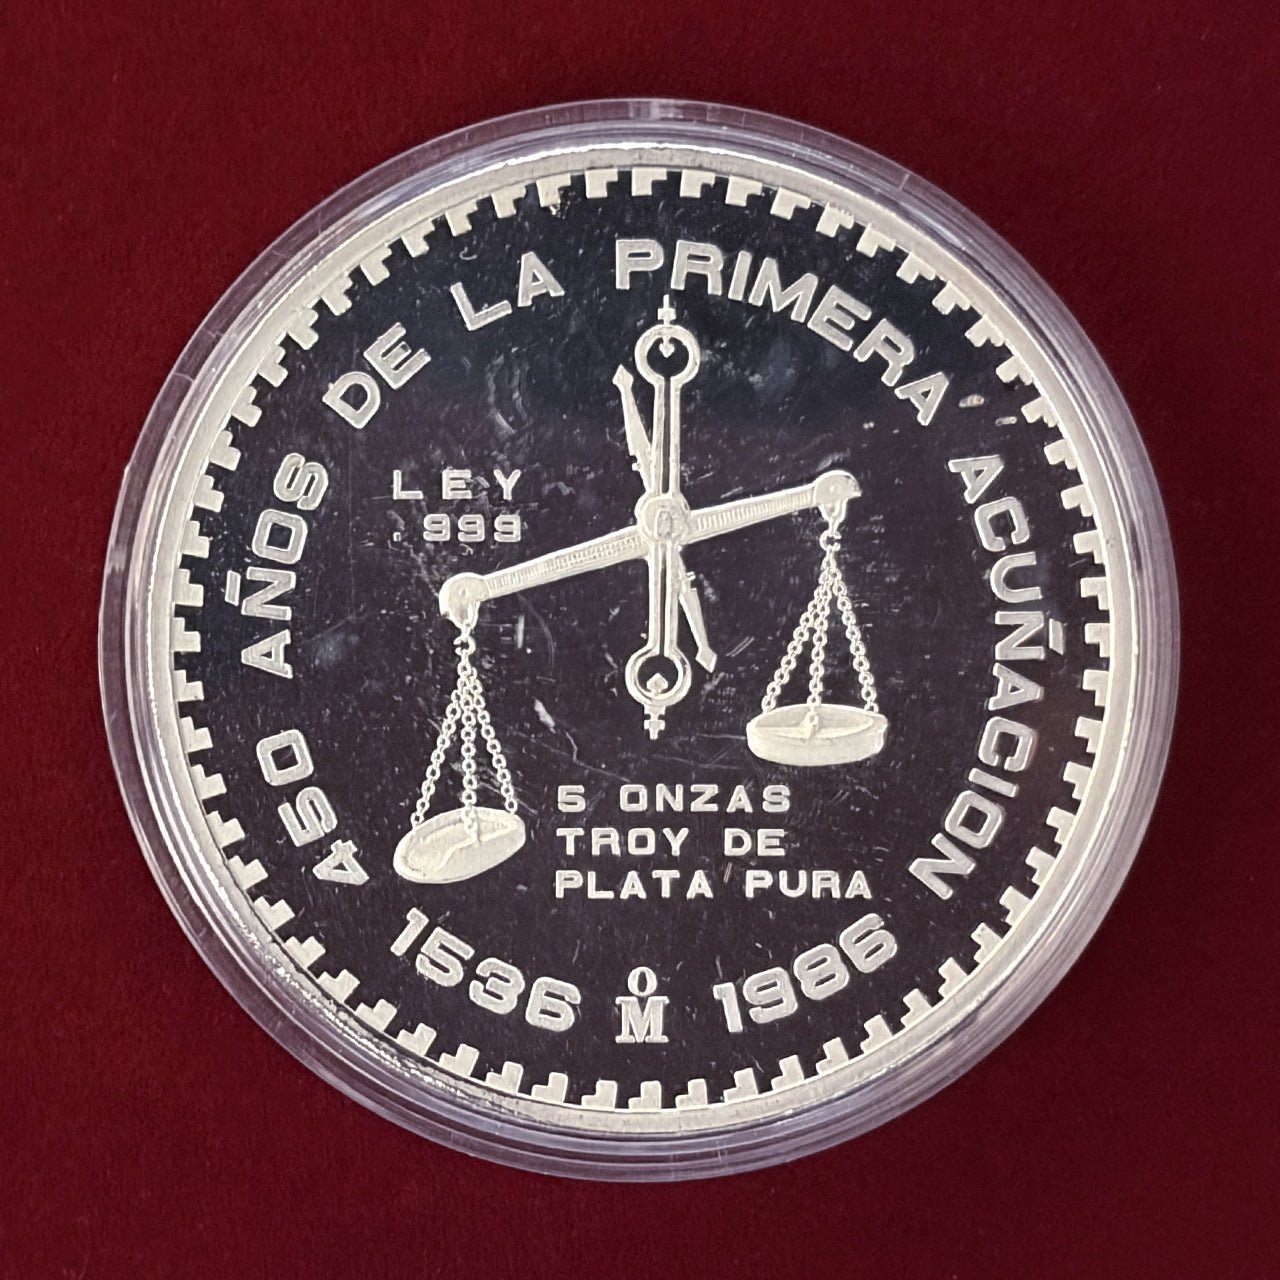 450 AÑOS DE LA PRIMERA ACUÑACION
LEY
.999
5 ONZAS
TROY DE
PLATA PURA
1536 Mº 1986